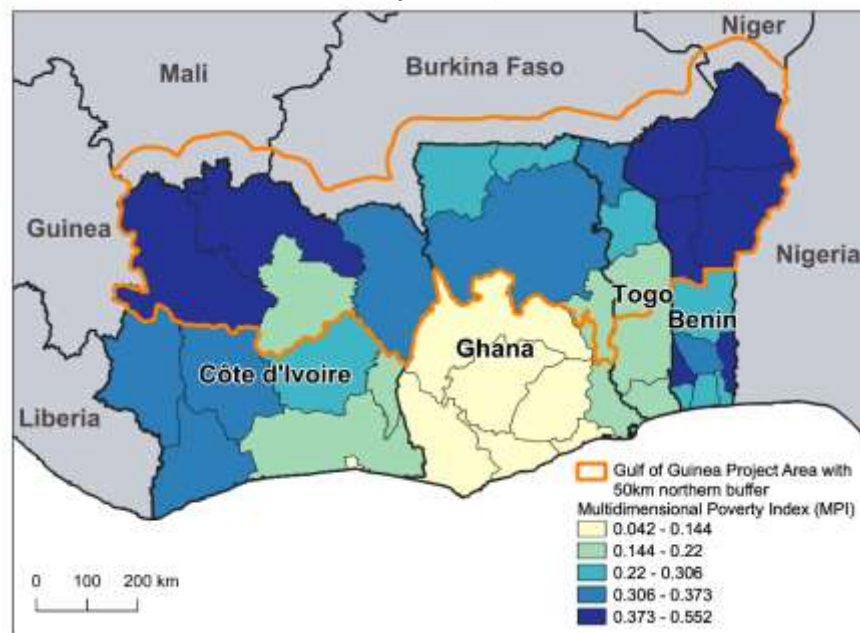 Niger
Mali
Burkina Faso
Guinea
Nigeria
Togo
Benin
Ghana
Côte d'Ivoire
Liberia
Gulf of Guinea Project Area with
50km northern buffer
Multidimensional Poverty Index (MPI)
0.042 - 0.144
0.144 - 0.22
0.22 - 0.306
0.306 - 0.373
0.373 - 0.552
0 100 200 km